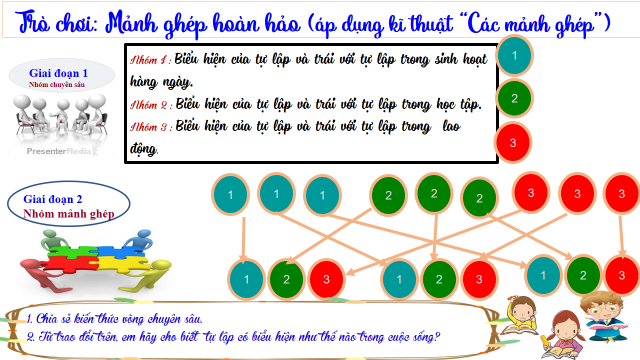 Trò chơi: Mảnh ghép hoàn hảo (áp dụng kĩ thuật “Các mảnh ghép”)
Giai đoạn 1
Nhóm chuyên sâu
PresenterMedia
Nhóm 1 : Biểu hiện của tự lập và trái với tự lập trong sinh hoạt
hàng ngày.
Nhóm 2 : Biểu hiện của tự lập và trái với tự lập trong học tập.
Nhóm 3 : Biểu hiện của tự lập và trái với tự lập trong lao
động.
1
2
3
Giai đoạn 2
Nhóm mảnh ghép
1 1 1 2 2 2 3 3 3
1 2 3 1 2 3 1 2 3
1. Chia sẻ kiến thức vòng chuyên sâu.
2. Từ trao đổi trên, em hãy cho biết tự lập có biểu hiện như thế nào trong cuộc sống?